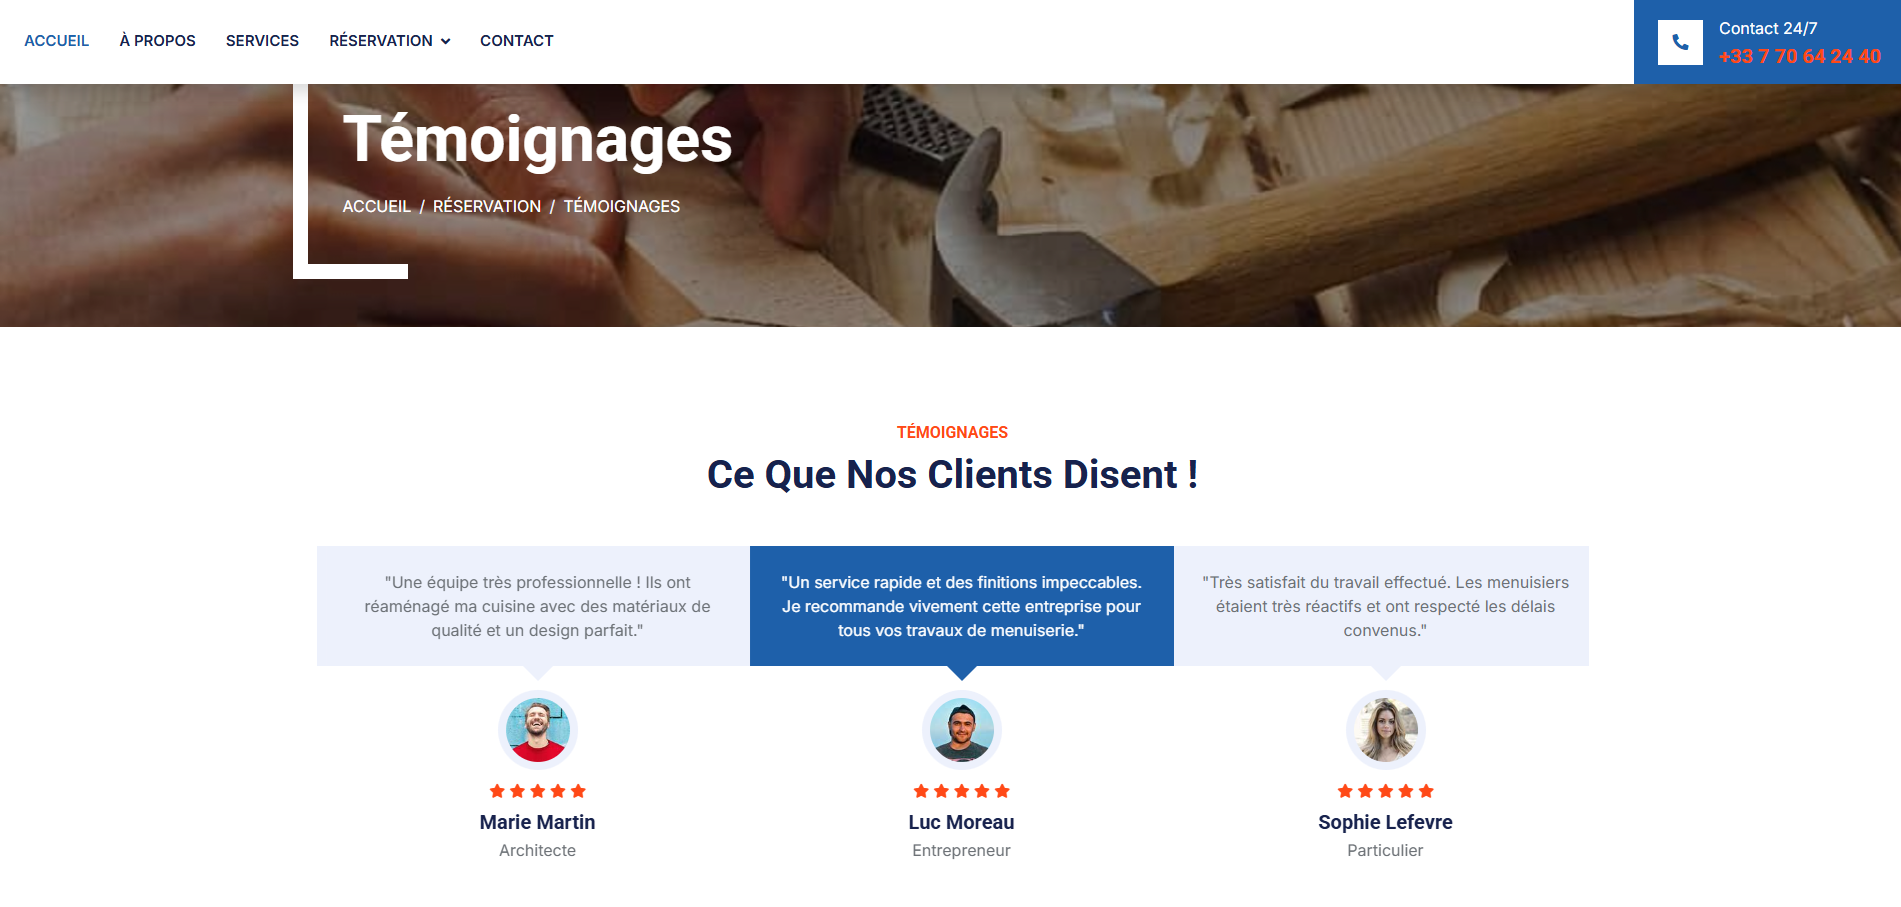 ACCUEIL À PROPOS SERVICES RÉSERVATION CONTACT
Contact 24/7
+33 7 70 64 24 40
Témoignages
ACCUEIL / RÉSERVATION / TÉMOIGNAGES
TÉMOIGNAGES
Ce Que Nos Clients Disent !
"Une équipe très professionnelle ! Ils ont
réaménagé ma cuisine avec des matériaux de
qualité et un design parfait."
Marie Martin
Architecte
"Un service rapide et des finitions impeccables.
Je recommande vivement cette entreprise pour
tous vos travaux de menuiserie."
Luc Moreau
Entrepreneur
"Très satisfait du travail effectué. Les menuisiers
étaient très réactifs et ont respecté les délais
convenus."
Sophie Lefevre
Particulier